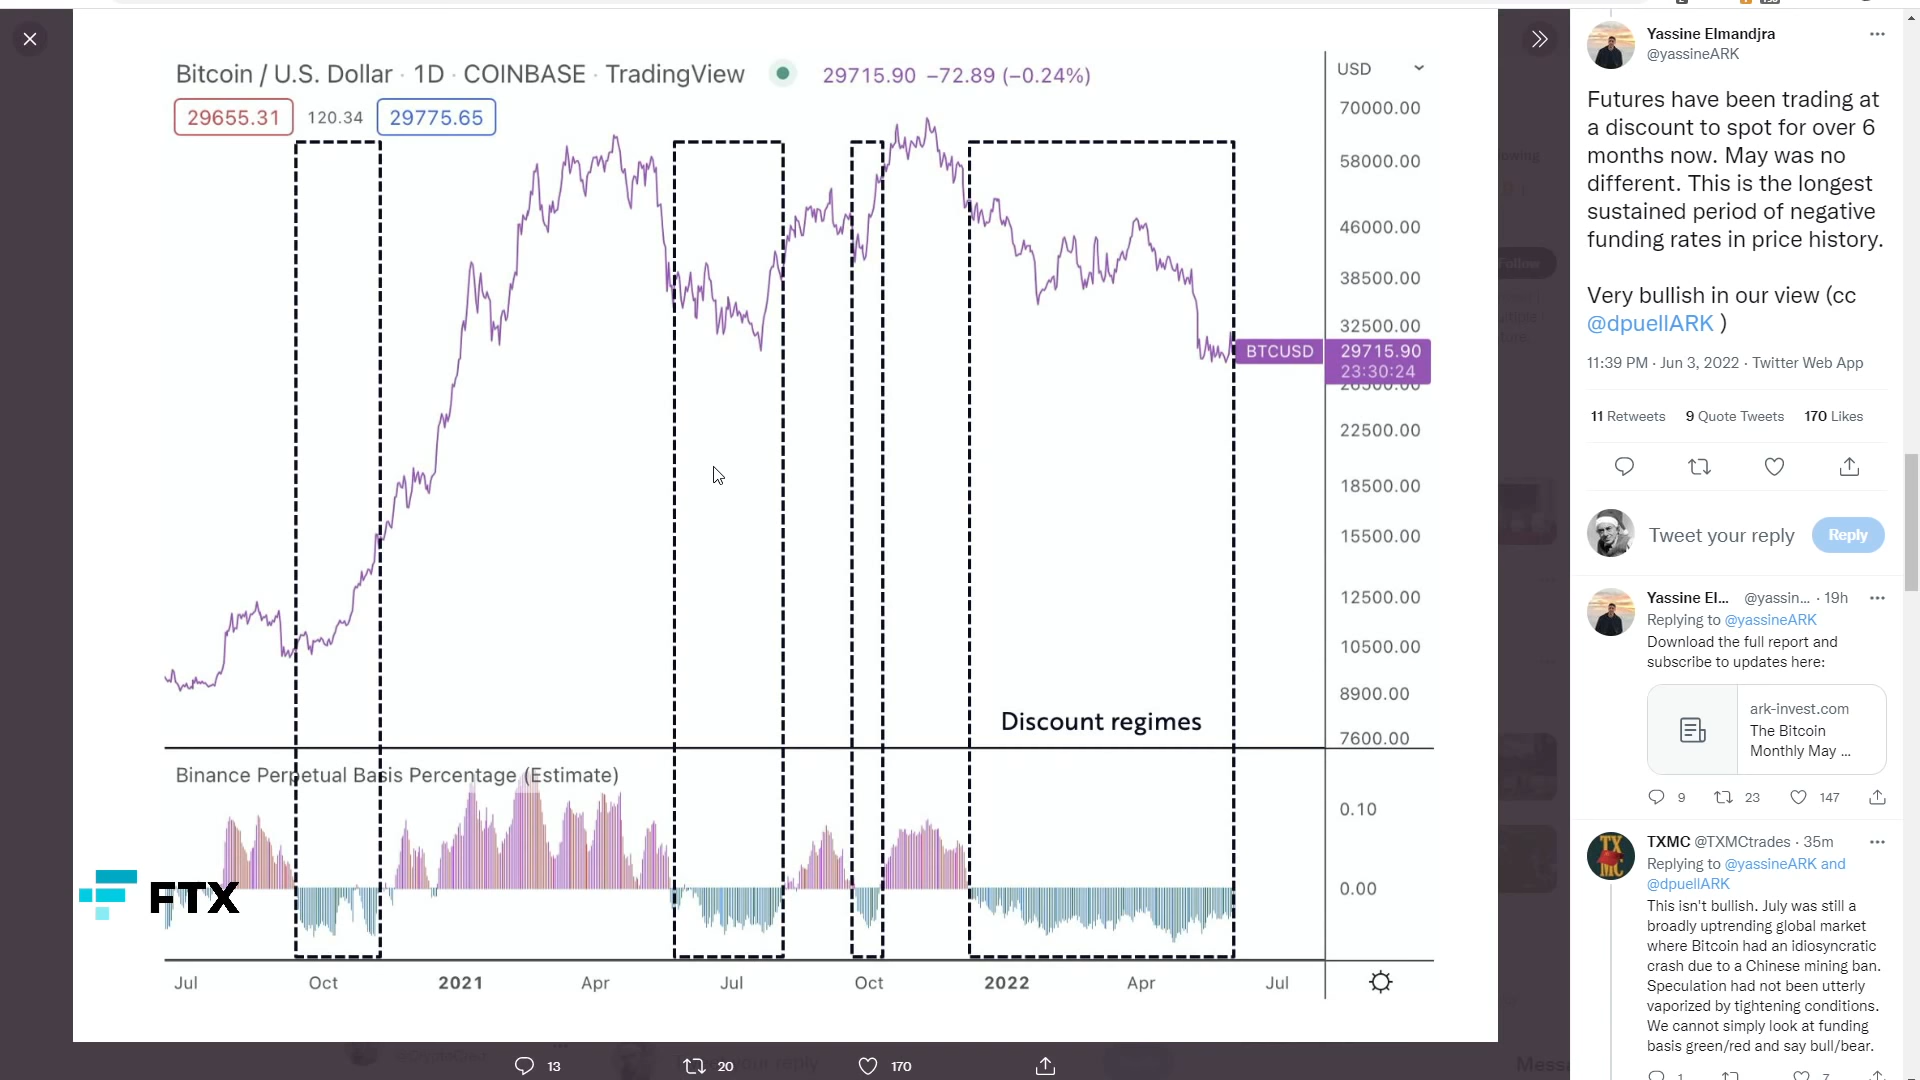 Bitcoin / U.S. Dollar · 1D · COINBASE · TradingView
29715.90 −72.89 (−0.24%)
29655.31 120.34 29775.65
USD
70000.00
58000.00
46000.00
38500.00
32500.00
BTCUSD 29715.90
23:30:24
22500.00
18500.00
15500.00
12500.00
10500.00
8900.00
7600.00
Discount regimes
Binance Perpetual Basis Percentage (Estimate)
0.10
0.00
FTX
Jul Oct 2021 Apr Jul Oct 2022 Apr Jul
13 20 170
Yassine Elmandjra
@yassineARK
Futures have been trading at
a discount to spot for over 6
months now. May was no
different. This is the longest
sustained period of negative
funding rates in price history.
Very bullish in our view (cc
@dpuellARK )
11:39 PM · Jun 3, 2022 · Twitter Web App
11 Retweets 9 Quote Tweets 170 Likes
Tweet your reply Reply
Yassine El... @yassin... · 19h
Replying to @yassineARK
Download the full report and
subscribe to updates here:
ark-invest.com
The Bitcoin
Monthly May ...
9 23 147
TXMC @TXMCtrades · 35m
Replying to @yassineARK and
@dpuellARK
This isn't bullish. July was still a
broadly uptrending global market
where Bitcoin had an idiosyncratic
crash due to a Chinese mining ban.
Speculation had not been utterly
vaporized by tightening conditions.
We cannot simply look at funding
basis green/red and say bull/bear.